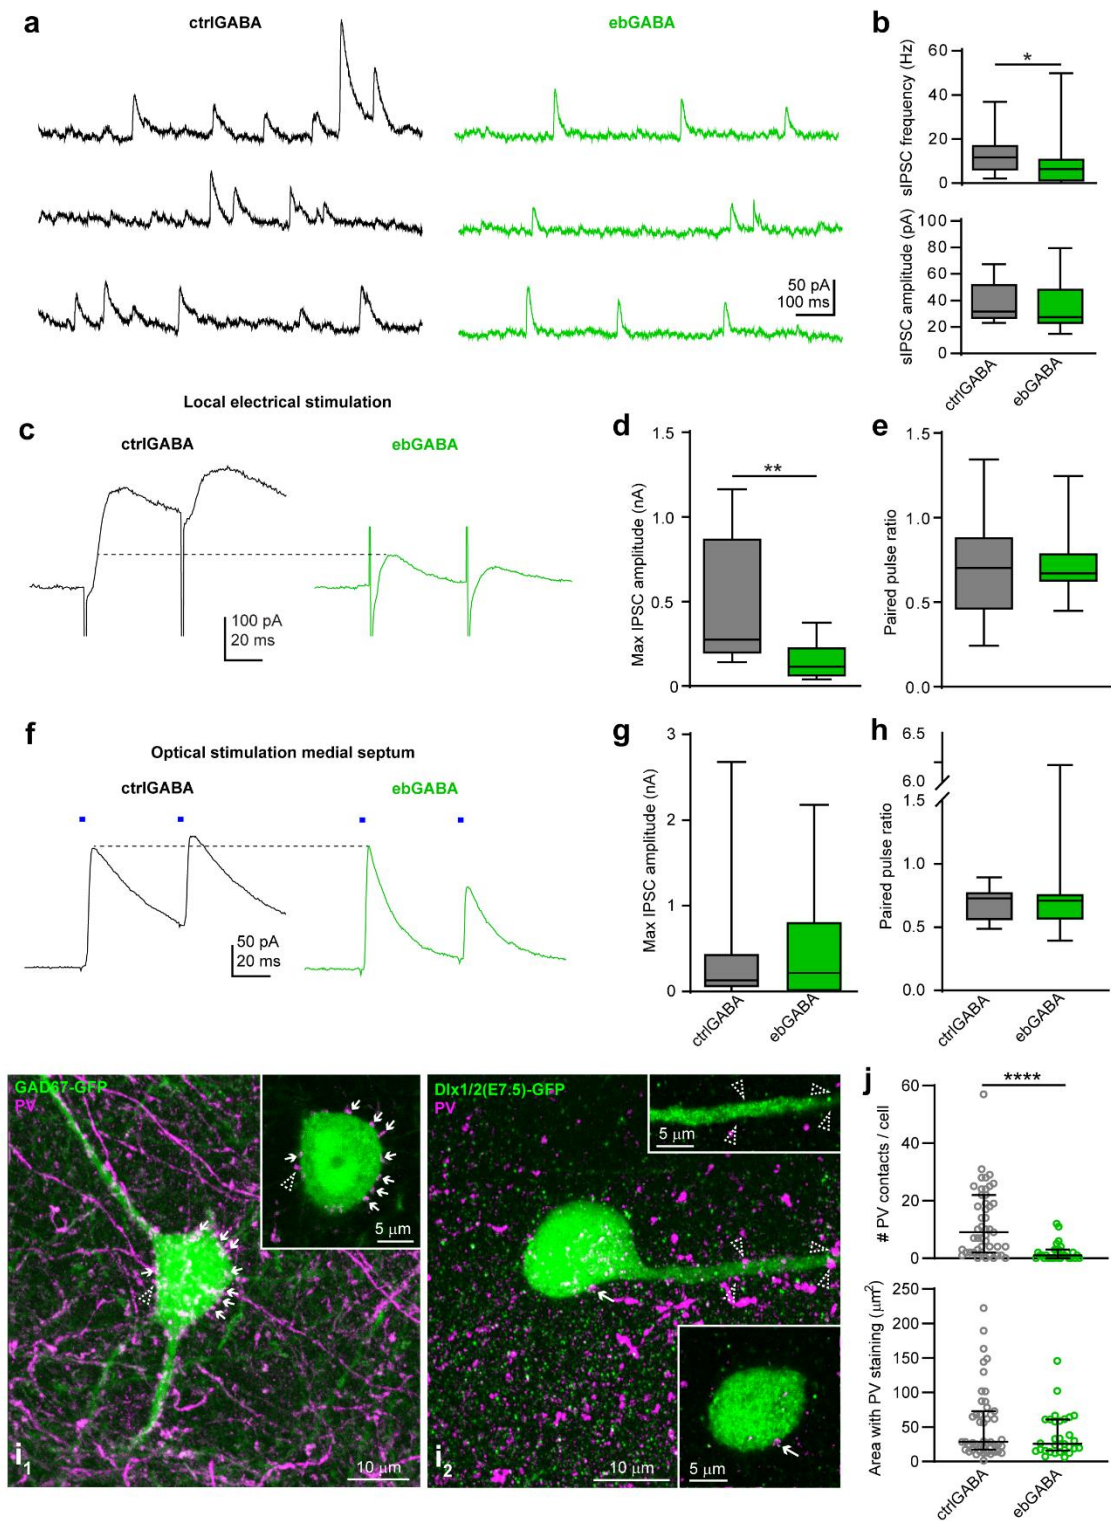 a
ctrlGABA
ebGABA
50 pA
100 ms
b
sIPSC frequency (Hz)
60
40
20
0
*
sIPSC amplitude (pA)
100
80
60
40
20
0
ctrlGABA
ebGABA
Local electrical stimulation
c
ctrlGABA
ebGABA
100 pA
20 ms
d
Max IPSC amplitude (nA)
1.5
1.0
0.5
0
**
e
Paired pulse ratio
1.5
1.0
0.5
0.0
f
Optical stimulation medial septum
ctrlGABA
ebGABA
50 pA
20 ms
g
Max IPSC amplitude (nA)
3
2
1
0
ctrlGABA
ebGABA
h
Paired pulse ratio
6.5
6.0
1.5
1.0
0.5
0.0
ctrlGABA
ebGABA
GAD67-GFP
PV
5 µm
i1
10 µm
Dlx1/2(E7.5)-GFP
PV
5 µm
i2
10 µm
5 µm
j
# PV contacts / cell
60
40
20
0
****
Area with PV staining (µm2)
250
200
150
100
50
0
ctrlGABA
ebGABA